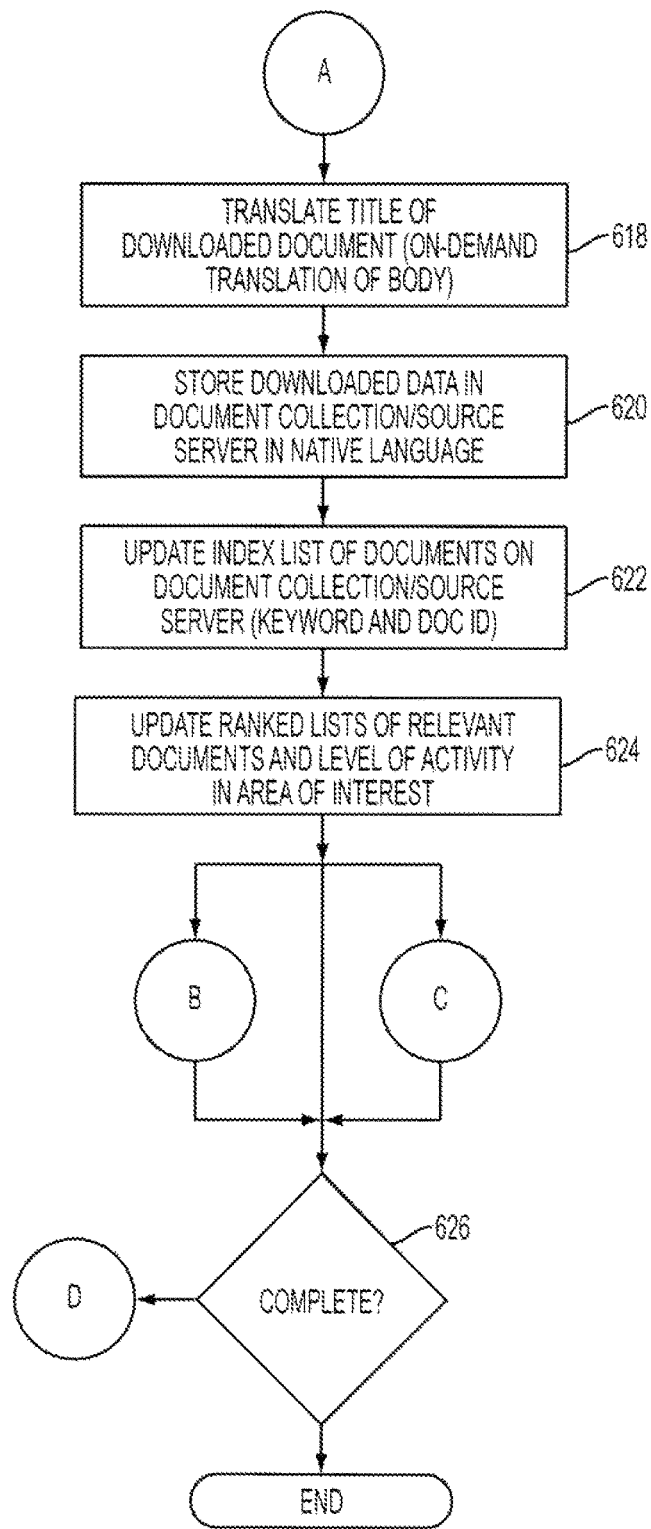 A
TRANSLATE TITLE OF
DOWNLOADED DOCUMENT (ON-DEMAND
TRANSLATION OF BODY)
618
STORE DOWNLOADED DATA IN
DOCUMENT COLLECTION/SOURCE
SERVER IN NATIVE LANGUAGE
620
UPDATE INDEX LIST OF DOCUMENTS ON
DOCUMENT COLLECTION/SOURCE
SERVER (KEYWORD AND DOC ID)
622
UPDATE RANKED LISTS OF RELEVANT
DOCUMENTS AND LEVEL OF ACTIVITY
IN AREA OF INTEREST
624
B
C
626
D
COMPLETE?
END